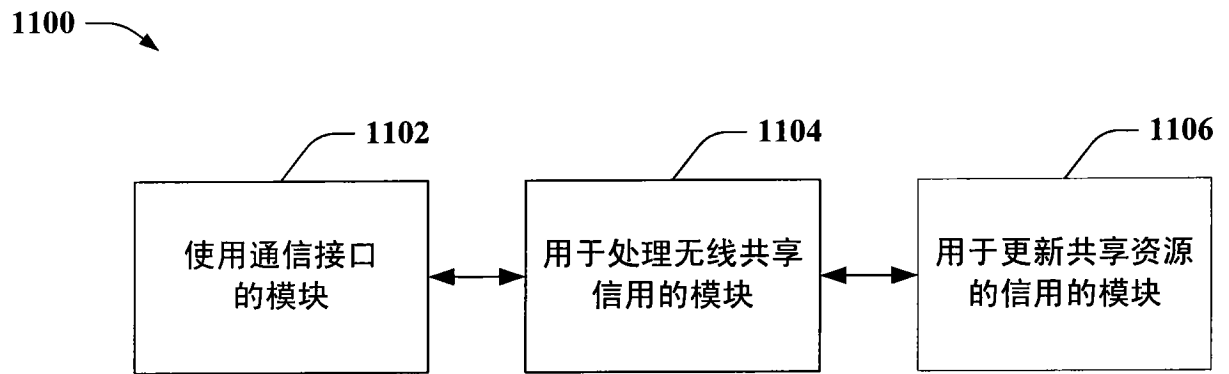 1100
1102
1104
1106
使用通信接口
的模块
用于处理无线共享
信用的模块
用于更新共享资源
的信用的模块